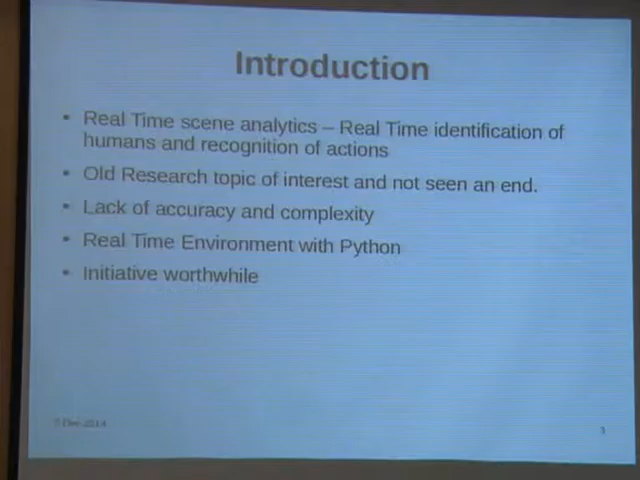 Introduction
• Real Time scene analytics – Real Time identification of
humans and recognition of actions
• Old Research topic of interest and not seen an end.
• Lack of accuracy and complexity
• Real Time Environment with Python
• Initiative worthwhile
Dec 2014
3